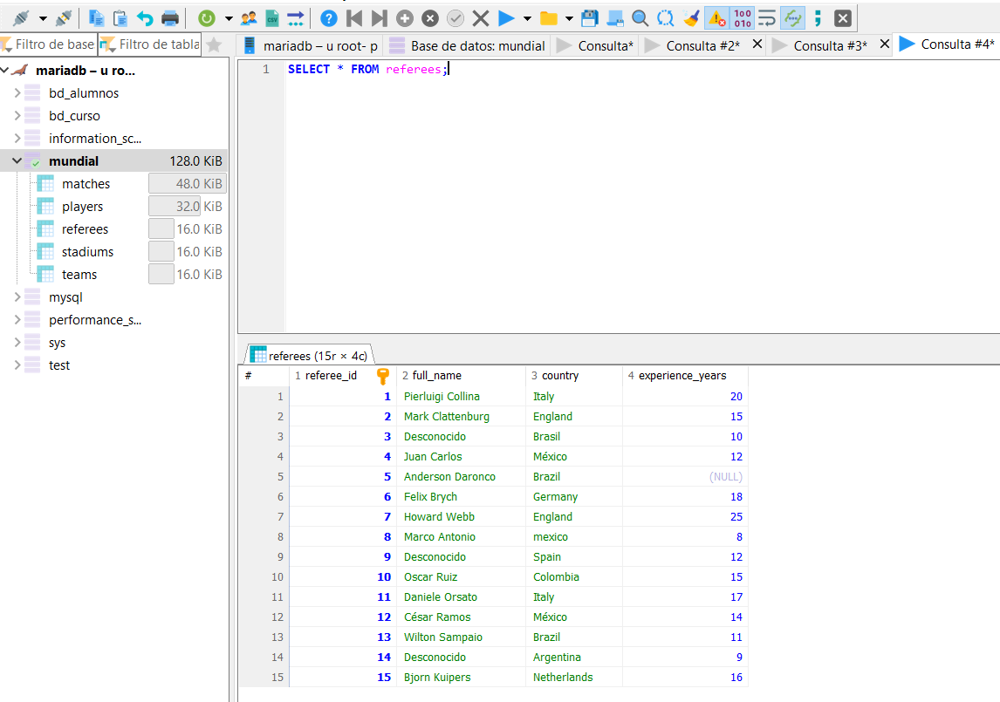 Filtro de base
Filtro de tabla
mariadb – u root- p
Base de datos: mundial
Consulta*
Consulta #2*
Consulta #3*
Consulta #4*
mariadb – u ro...
bd_alumnos
bd_curso
information_sc...
mundial 128.0 KiB
matches 48.0 KiB
players 32.0 KiB
referees 16.0 KiB
stadiums 16.0 KiB
teams 16.0 KiB
mysql
performance_s...
sys
test
1 SELECT * FROM referees;
referees (15r × 4c)
# 1 referee_id 2 full_name 3 country 4 experience_years
1 1 Pierluigi Collina Italy 20
2 2 Mark Clattenburg England 15
3 3 Desconocido Brasil 10
4 4 Juan Carlos México 12
5 5 Anderson Daronco Brazil (NULL)
6 6 Felix Brych Germany 18
7 7 Howard Webb England 25
8 8 Marco Antonio mexico 8
9 9 Desconocido Spain 12
10 10 Oscar Ruiz Colombia 15
11 11 Daniele Orsato Italy 17
12 12 César Ramos México 14
13 13 Wilton Sampaio Brazil 11
14 14 Desconocido Argentina 9
15 15 Bjorn Kuipers Netherlands 16